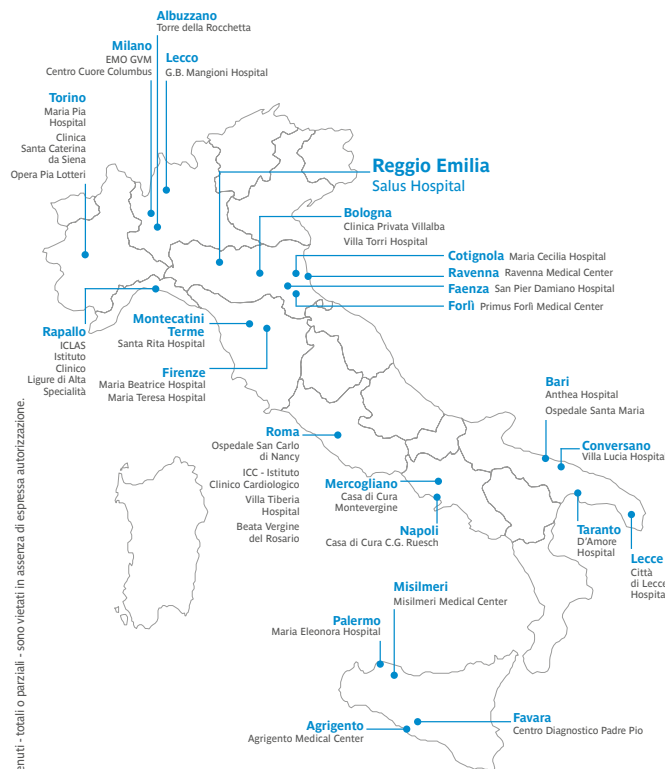 Albuzzano
Torre della Rocchetta
Milano
EMO GVM
Centro Cuore Columbus
Lecco
G.B. Mangioni Hospital
Torino
Maria Pia
Hospital
Clinica
Santa Caterina
da Siena
Opera Pia Lotteri
Reggio Emilia
Salus Hospital
Bologna
Clinica Privata Villalba
Villa Torri Hospital
Cotignola Maria Cecilia Hospital
Ravenna Ravenna Medical Center
Faenza San Pier Damiano Hospital
Forlì Primus Forlì Medical Center
Rapallo
ICLAS
Istituto
Clinico
Ligure di Alta
Specialità
Montecatini
Terme
Santa Rita Hospital
Firenze
Maria Beatrice Hospital
Maria Teresa Hospital
Bari
Anthea Hospital
Ospedale Santa Maria
Conversano
Villa Lucia Hospital
Roma
Ospedale San Carlo
di Nancy
ICC - Istituto
Clinico Cardiologico
Villa Tiberia
Hospital
Beata Vergine
del Rosario
Mercogliano
Casa di Cura
Montevergine
Napoli
Casa di Cura C.G. Ruesch
Taranto
D'Amore
Hospital
Lecce
Città
di Lecce
Hospital
Misilmeri
Misilmeri Medical Center
Palermo
Maria Eleonora Hospital
Agrigento
Agrigento Medical Center
Favara
Centro Diagnostico Padre Pio
enuti - totali o parziali - sono vietati in assenza di espressa autorizzazione.